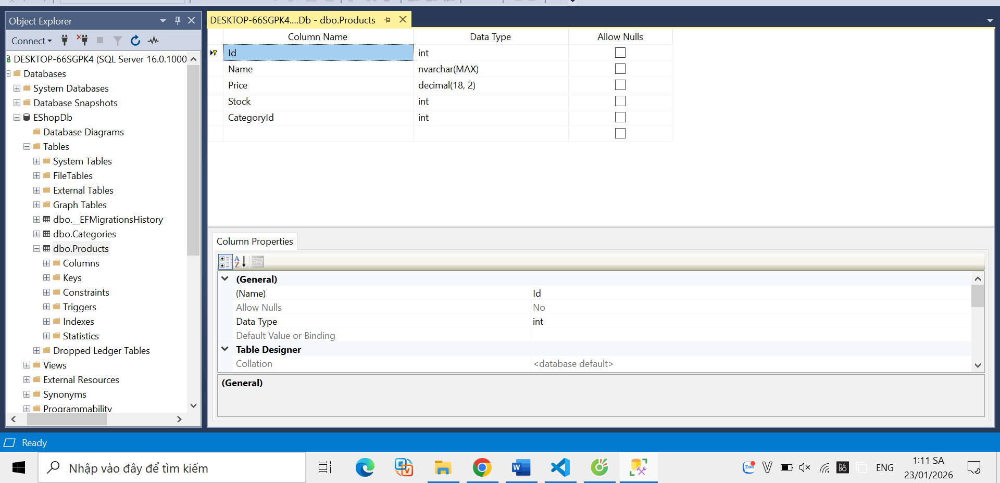 Object Explorer
Connect
DESKTOP-66SGPK4 (SQL Server 16.0.1000
Databases
System Databases
Database Snapshots
EShopDb
Database Diagrams
Tables
System Tables
FileTables
External Tables
Graph Tables
dbo.__EFMigrationsHistory
dbo.Categories
dbo.Products
Columns
Keys
Constraints
Triggers
Indexes
Statistics
Dropped Ledger Tables
Views
External Resources
Synonyms
Programmability
DESKTOP-66SGPK4....Db - dbo.Products
Column Name Data Type Allow Nulls
Id int
Name nvarchar(MAX)
Price decimal(18, 2)
Stock int
CategoryId int
Column Properties
(General)
(Name) Id
Allow Nulls No
Data Type int
Default Value or Binding
Table Designer
Collation <database default>
(General)
Ready
Nhập vào đây để tìm kiếm
Zalo
ENG
1:11 SA
23/01/2026